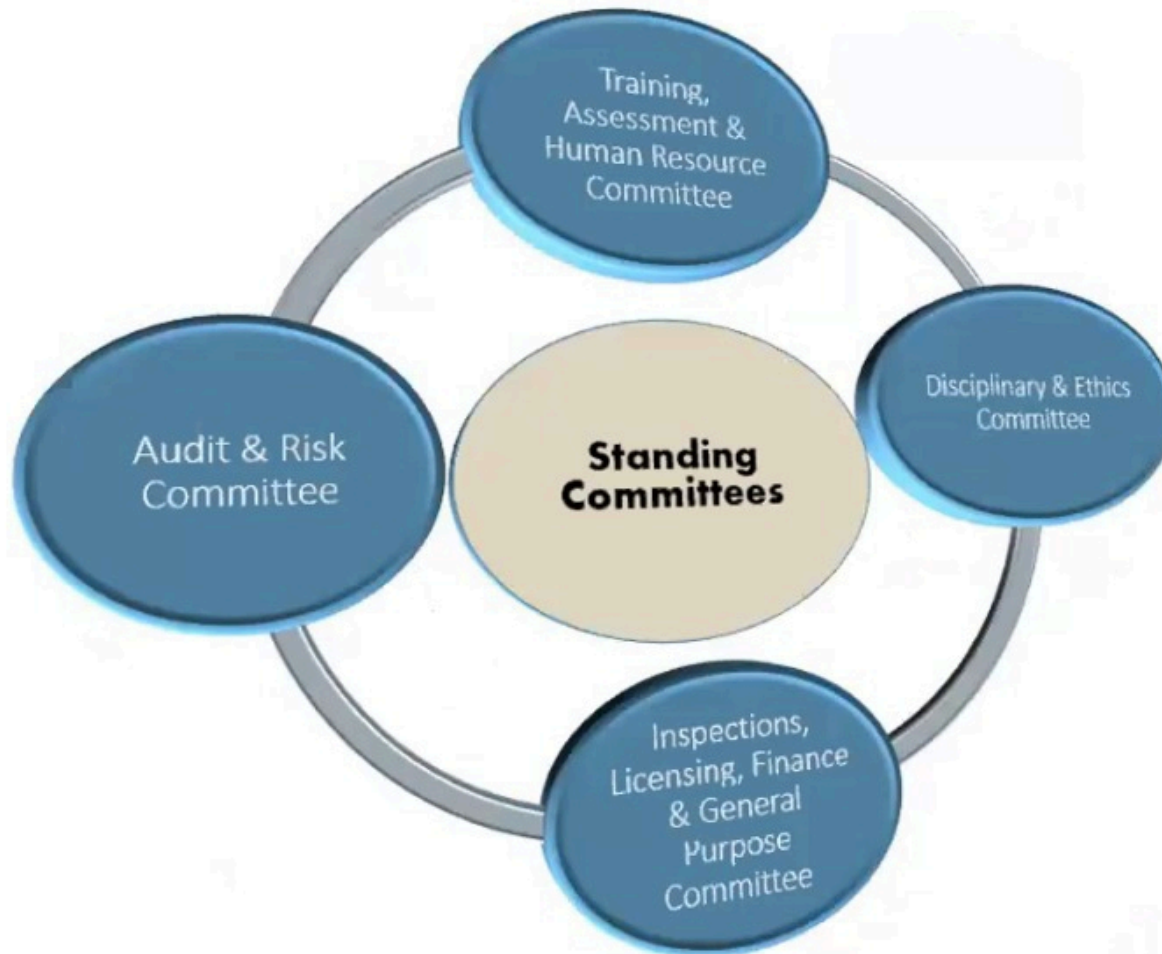 Training,
Assessment &
Human Resource
Committee
Disciplinary & Ethics
Committee
Audit & Risk
Committee
Standing
Committees
Inspections,
Licensing, Finance
& General
Purpose
Committee